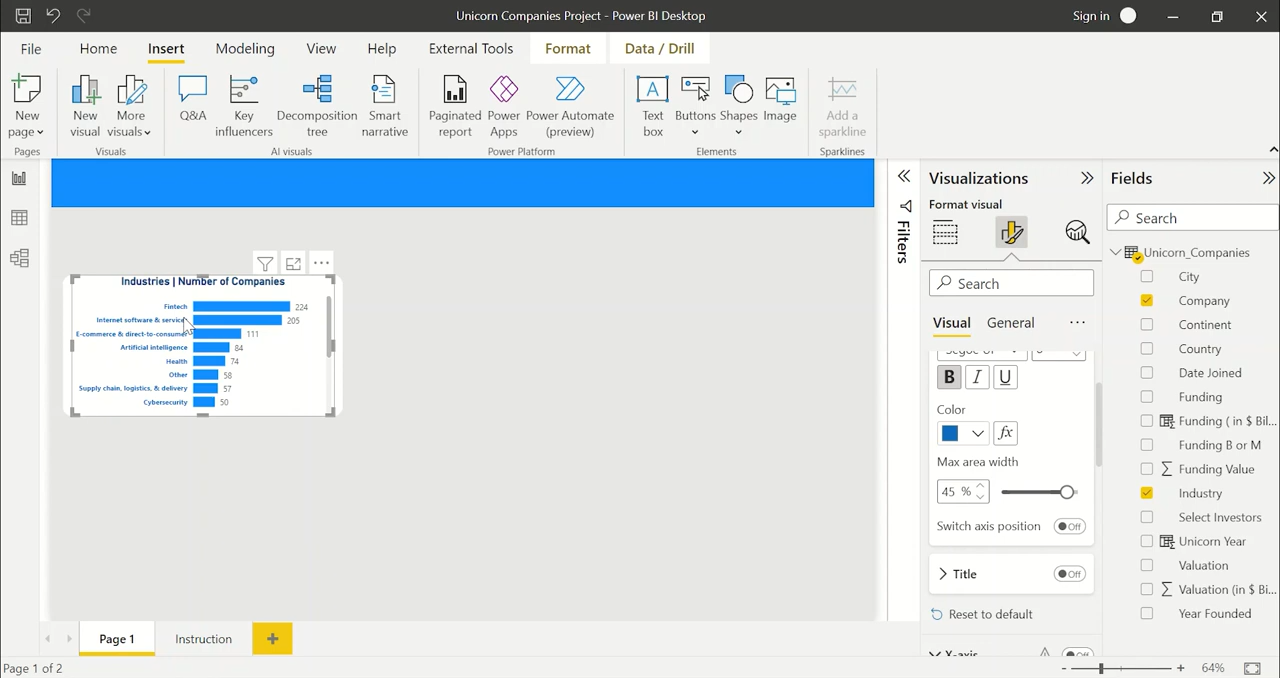 Unicorn Companies Project - Power BI Desktop
Sign in
File
Home
Insert
Modeling
View
Help
External Tools
Format
Data / Drill
New page
New visual
More visuals
Q&A
Key influencers
Decomposition tree
Smart narrative
Paginated report
Power Apps
Power Automate (preview)
Text box
Buttons
Shapes
Image
Add a sparkline
Pages
Visuals
AI visuals
Power Platform
Elements
Sparklines
Industries | Number of Companies
Fintech 224
Internet software & services 205
E-commerce & direct-to-consumer 111
Artificial intelligence 84
Health 74
Other 58
Supply chain, logistics, & delivery 57
Cybersecurity 50
Filters
Visualizations
Format visual
Search
Visual
General
B I U
Color
fx
Max area width
45 %
Switch axis position Off
Title Off
Reset to default
X-axis Off
Fields
Search
Unicorn_Companies
City
Company
Continent
Country
Date Joined
Funding
Funding ( in $ Bil...
Funding B or M
Funding Value
Industry
Select Investors
Unicorn Year
Valuation
Valuation (in $ Bi...
Year Founded
Page 1
Instruction
Page 1 of 2
- + 64%